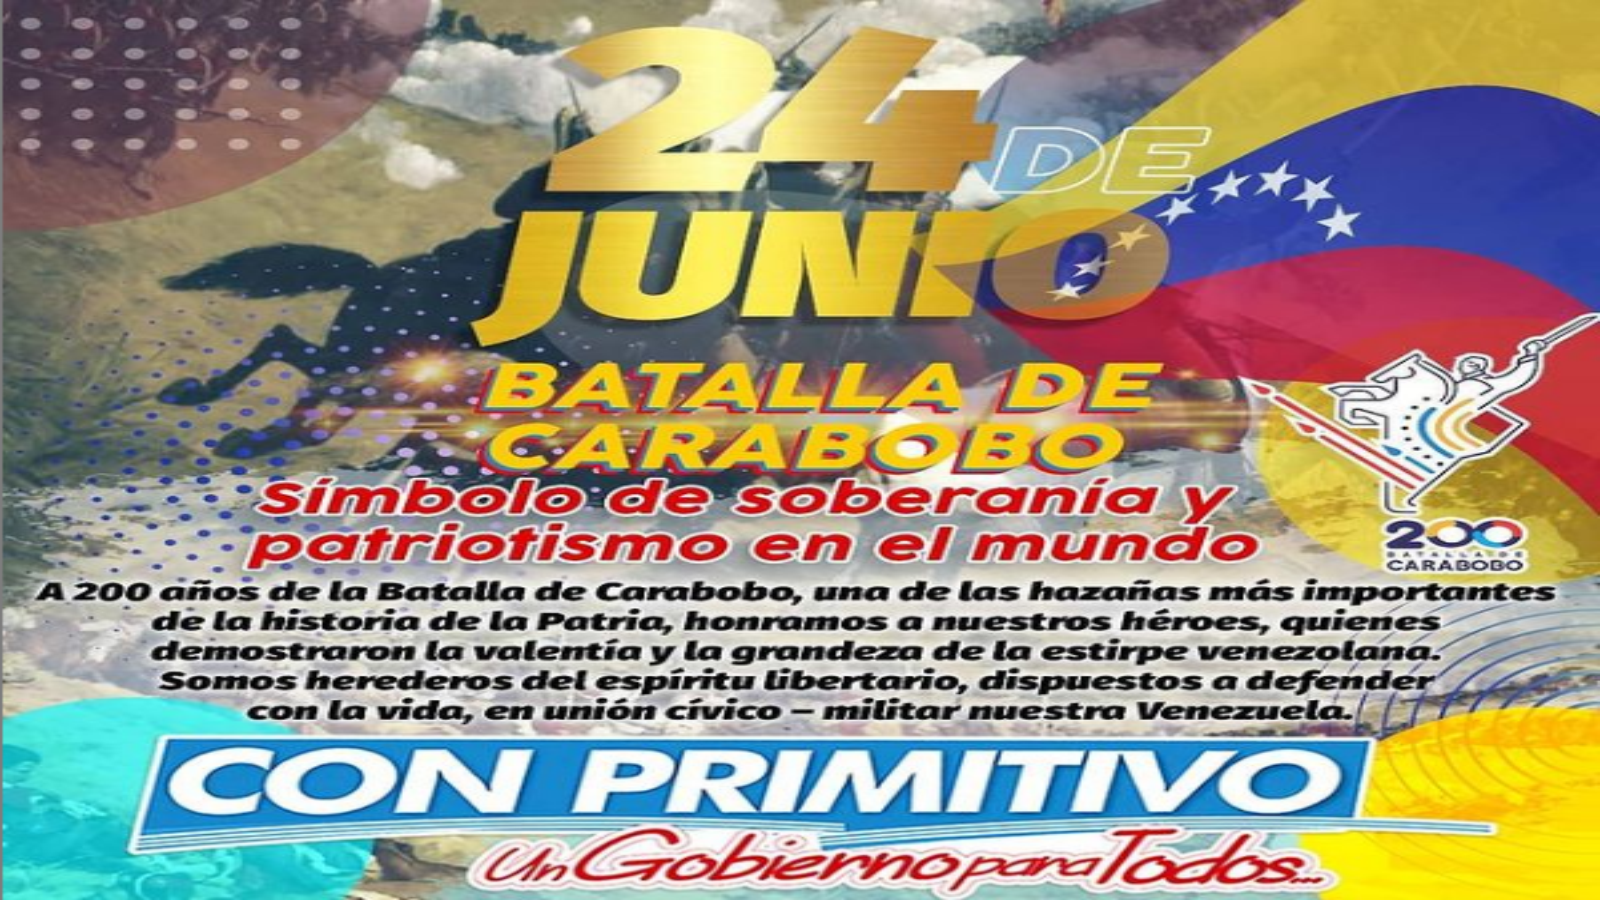 24 DE
JUNIO
BATALLA DE
CARABOBO
Símbolo de soberanía y
patriotismo en el mundo
200
BATALLA DE
CARABOBO
A 200 años de la Batalla de Carabobo, una de las hazañas más importantes
de la historia de la Patria, honramos a nuestros héroes, quienes
demostraron la valentía y la grandeza de la estirpe venezolana.
Somos herederos del espíritu libertario, dispuestos a defender
con la vida, en unión cívico – militar nuestra Venezuela.
CON PRIMITIVO
Un Gobierno para Todos...